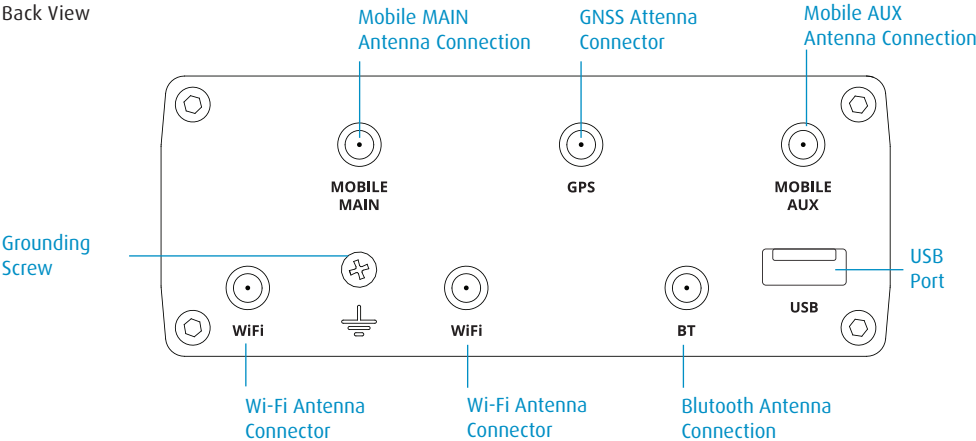 Back View
Mobile MAIN
Antenna Connection
GNSS Attenna
Connector
Mobile AUX
Antenna Connection
MOBILE
MAIN
GPS
MOBILE
AUX
Grounding
Screw
USB
Port
USB
WiFi
WiFi
BT
Wi-Fi Antenna
Connector
Wi-Fi Antenna
Connector
Blutooth Antenna
Connection